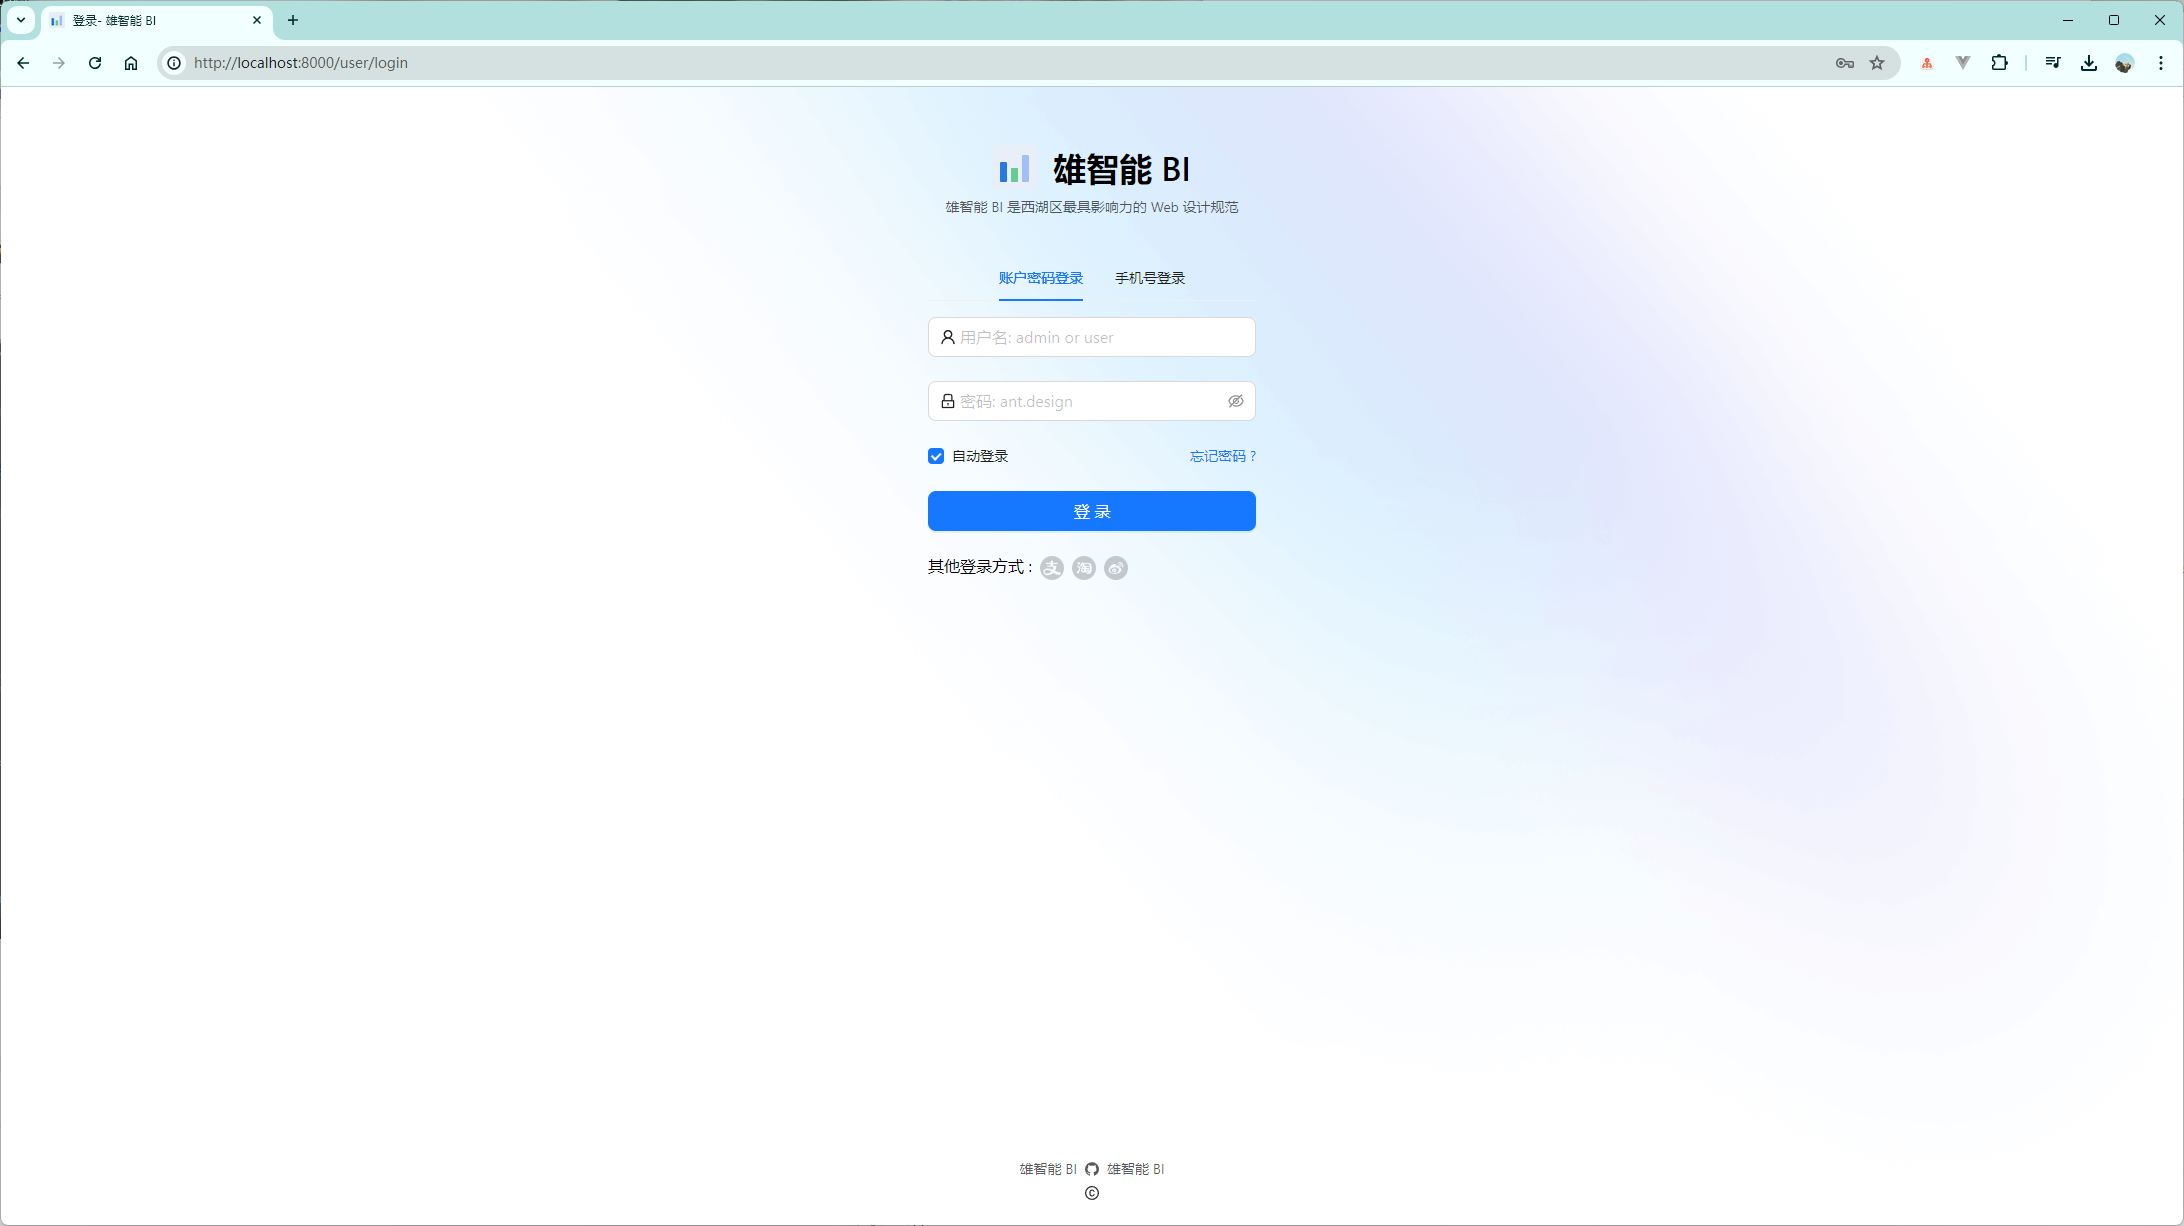 登录- 雄智能 BI
http://localhost:8000/user/login
雄智能 BI
雄智能 BI 是西湖区最具影响力的 Web 设计规范
账户密码登录 手机号登录
用户名: admin or user
密码: ant.design
自动登录 忘记密码 ?
登 录
其他登录方式 : 支 淘
雄智能 BI 雄智能 BI
©